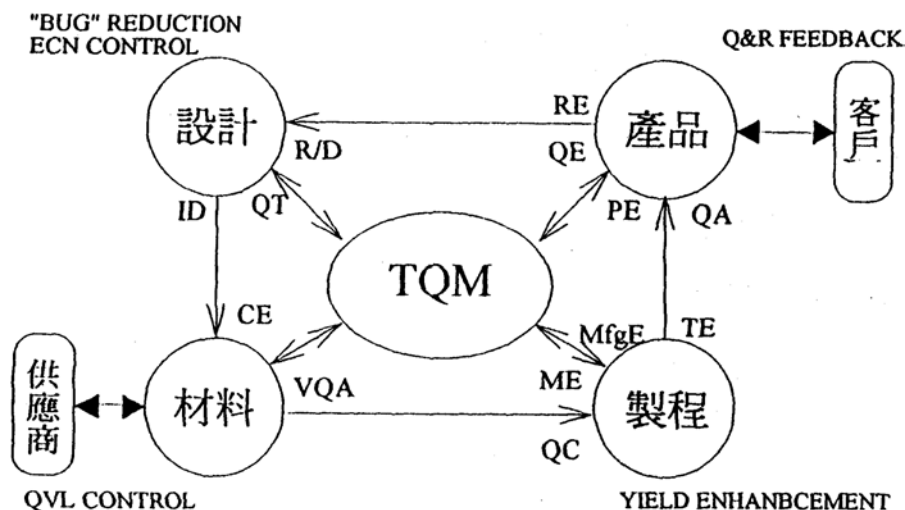 "BUG" REDUCTION
ECN CONTROL
Q&R FEEDBACK
設計
RE
產品
客戶
R/D
QE
ID
QT
PE
QA
TQM
CE
MfgE
TE
供應商
材料
VQA
ME
製程
QC
QVL CONTROL
YIELD ENHANBCEMENT